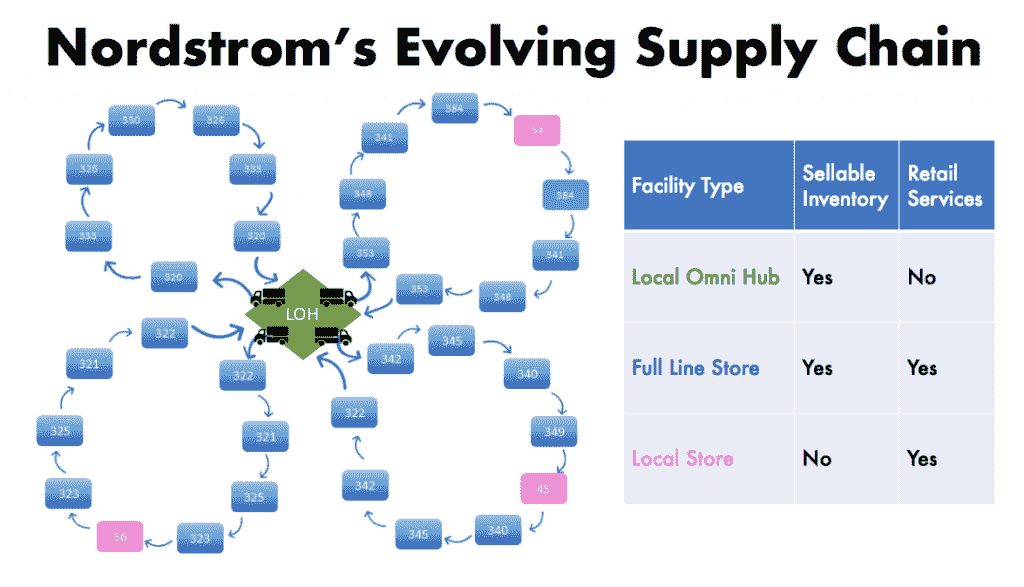 Nordstrom's Evolving Supply Chain
330
326
326
333
333
320
320
384
54
341
384
348
341
353
353
348
LOH
322
321
325
323
56
323
325
321
322
342
345
340
349
45
340
345
342
322
Facility Type
Sellable
Inventory
Retail
Services
Local Omni Hub
Yes
No
Full Line Store
Yes
Yes
Local Store
No
Yes